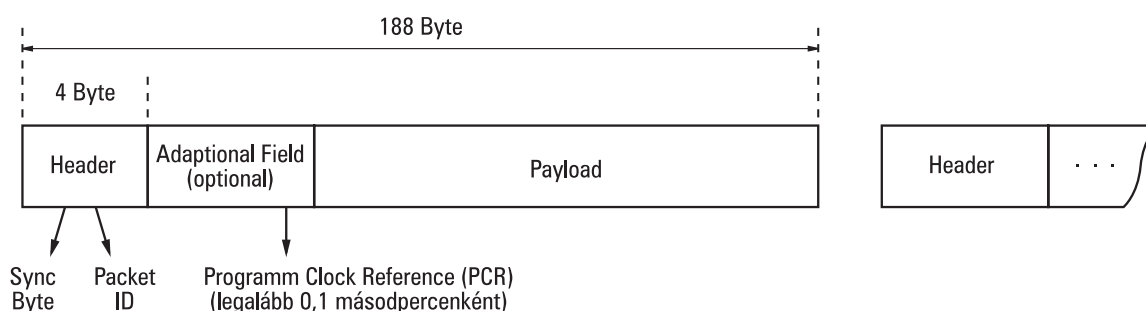 188 Byte
4 Byte
Header
Adaptional Field
(optional)
Payload
Header
. . .
Sync
Byte
Packet
ID
Programm Clock Reference (PCR)
(legalább 0,1 másodpercenként)